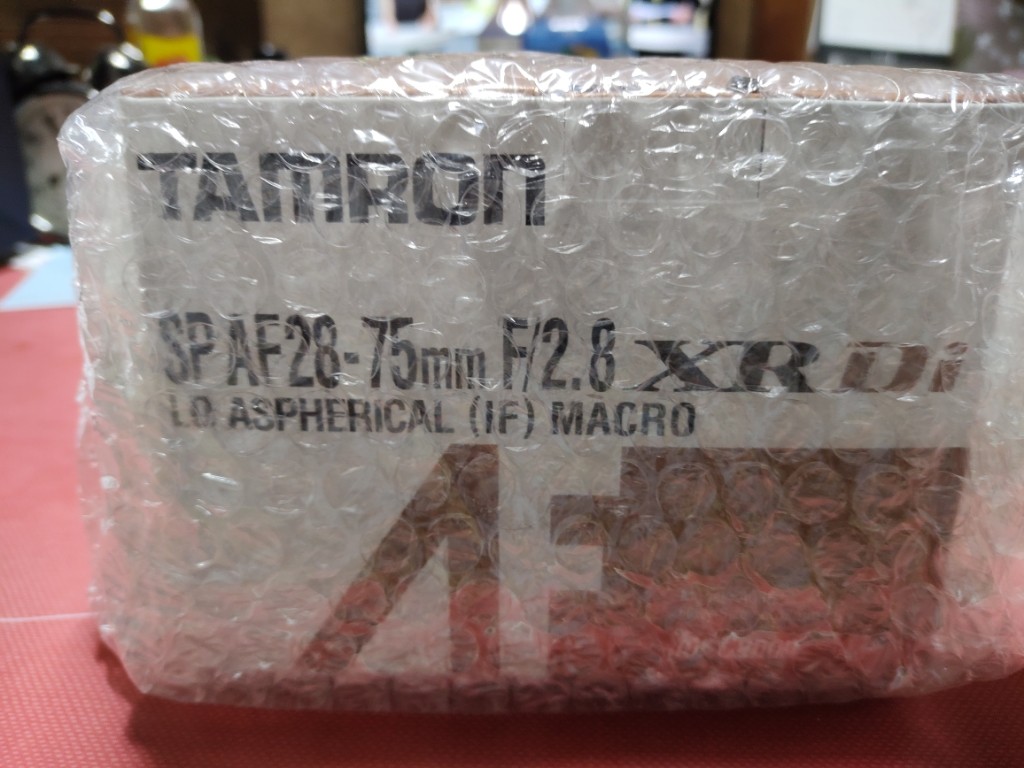 TAMRON
SP AF28-75mm F/2.8 XR Di
LD ASPHERICAL (IF) MACRO
AF